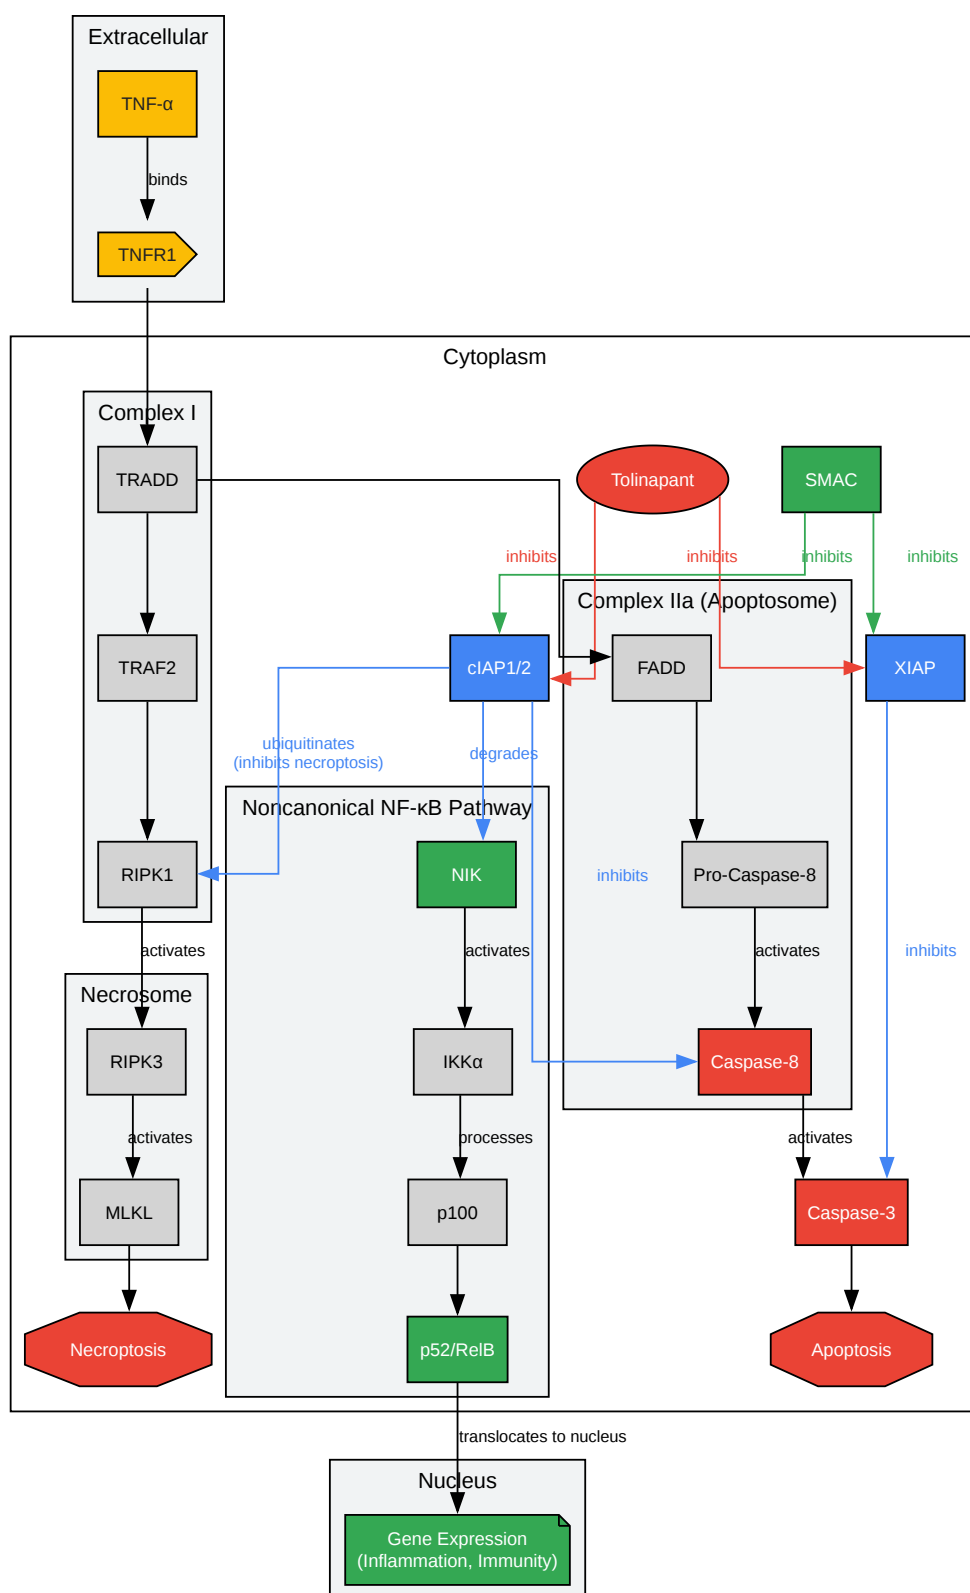 Extracellular
TNF-α
binds
TNFR1
Cytoplasm
Complex I
TRADD
Tolinapant
SMAC
inhibits
inhibits
inhibits
inhibits
Complex IIa (Apoptosome)
TRAF2
cIAP1/2
FADD
XIAP
ubiquitinates
(inhibits necroptosis)
degrades
Noncanonical NF-κB Pathway
RIPK1
NIK
inhibits
Pro-Caspase-8
activates
activates
activates
inhibits
Necrosome
RIPK3
IKKα
Caspase-8
activates
processes
activates
MLKL
p100
Caspase-3
Necroptosis
p52/RelB
Apoptosis
translocates to nucleus
Nucleus
Gene Expression
(Inflammation, Immunity)